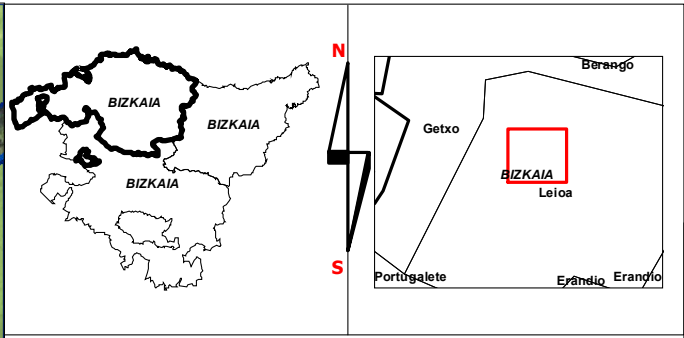 BIZKAIA
BIZKAIA
BIZKAIA
N
S
Berango
Getxo
BIZKAIA
Leioa
Portugalete
Erandio
Erandio